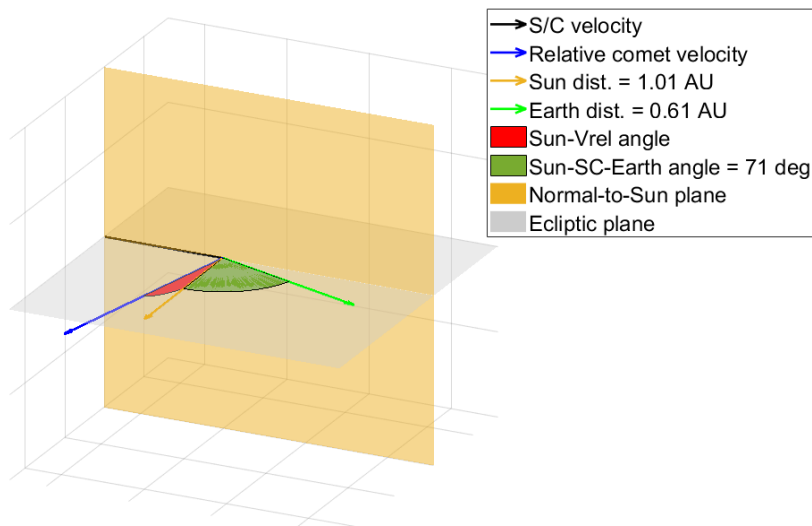 S/C velocity
Relative comet velocity
Sun dist. = 1.01 AU
Earth dist. = 0.61 AU
Sun-Vrel angle
Sun-SC-Earth angle = 71 deg
Normal-to-Sun plane
Ecliptic plane